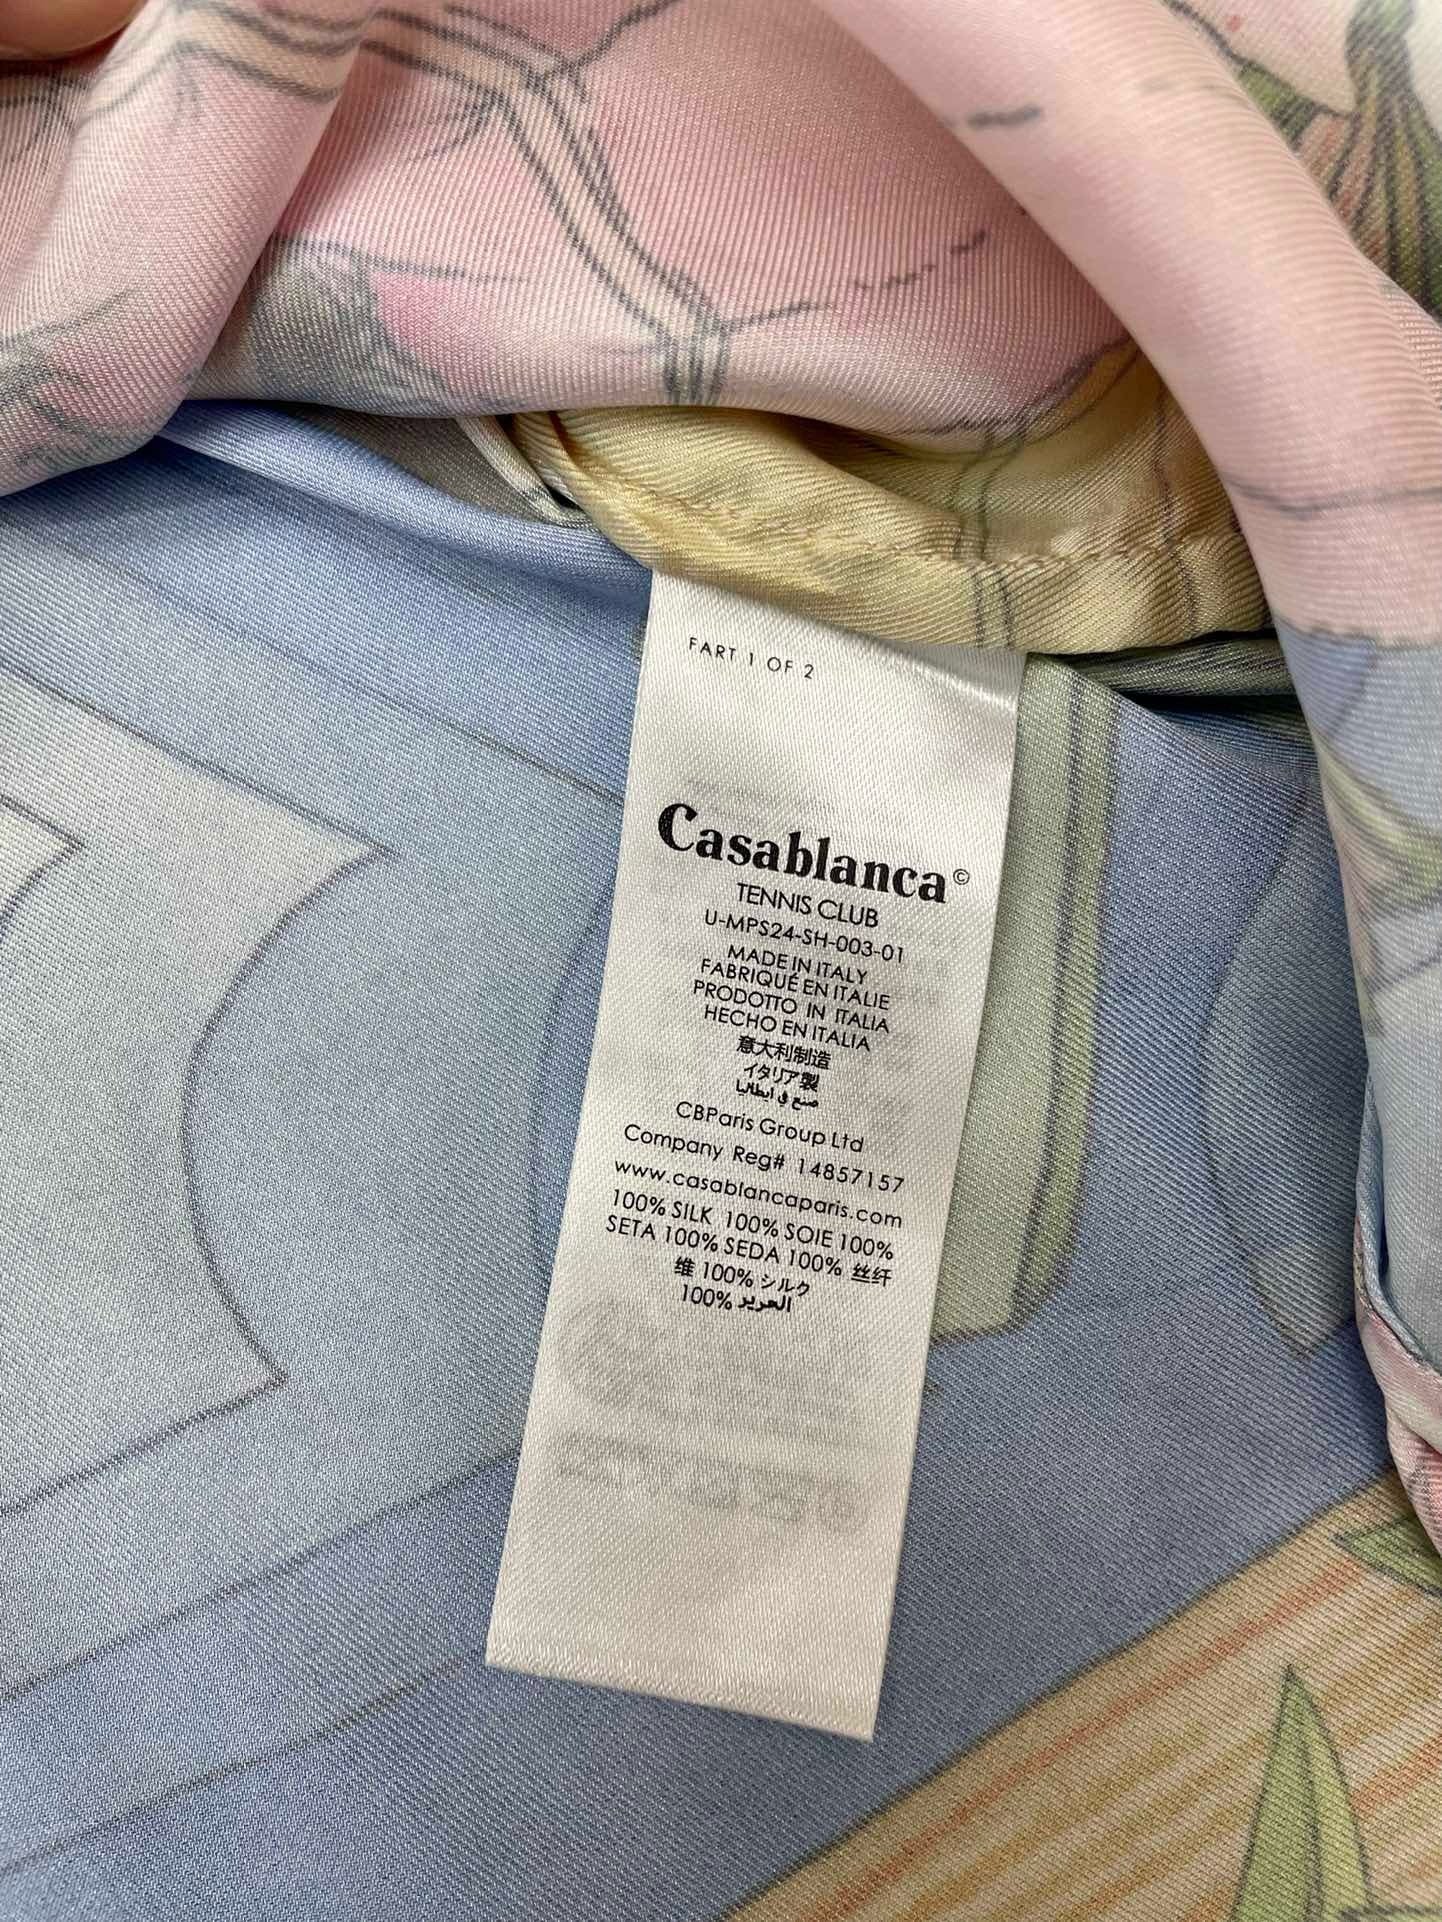 FART 1 OF 2
Casablanca©
TENNIS CLUB
U-MPS24-SH-003-01
MADE IN ITALY
FABRIQUÉ EN ITALIE
PRODOTTO IN ITALIA
HECHO EN ITALIA
意大利制造
イタリア製
صنع في ايطاليا
CBParis Group Ltd
Company Reg# 14857157
www.casablancaparis.com
100% SILK 100% SOIE 100%
SETA 100% SEDA 100% 丝纤
维 100% シルク
100% الحرير